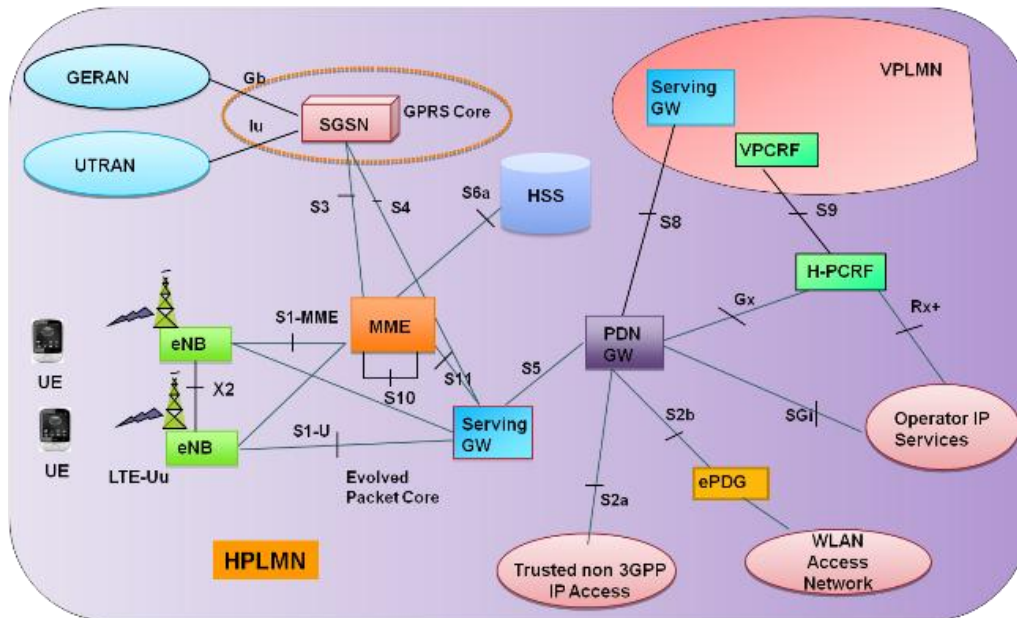 GERAN
Gb
SGSN
GPRS Core
Iu
UTRAN
Serving
GW
VPLMN
VPCRF
S3
S4
S6a
HSS
S8
S9
H-PCRF
Gx
Rx+
S1-MME
MME
eNB
UE
X2
S10
S11
S5
PDN
GW
SGi
Operator IP
Services
S2b
ePDG
S2a
Serving
GW
S1-U
eNB
UE
LTE-Uu
Evolved
Packet Core
HPLMN
Trusted non 3GPP
IP Access
WLAN
Access
Network